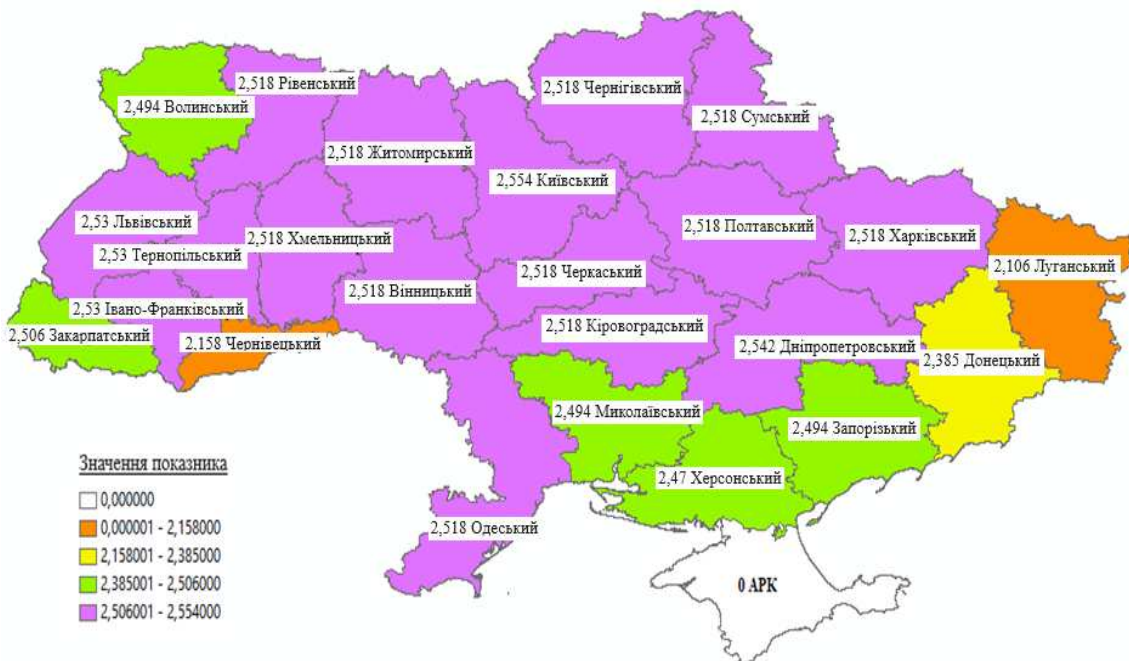 2,518 Рівенський
2,518 Чернігівський
2,494 Волинський
2,518 Сумський
2,518 Житомирський
2,554 Київський
2,53 Львівський
2,518 Полтавський
2,518 Харківський
2,518 Хмельницький
2,53 Тернопільський
2,106 Луганський
2,518 Черкаський
2,518 Вінницький
2,53 Івано-Франківський
2,518 Кіровоградський
2,506 Закарпатський
2,158 Чернівецький
2,542 Дніпропетровський
2,385 Донецький
2,494 Миколаївський
2,494 Запорізький
2,47 Херсонський
2,518 Одеський
0 АРК
Значення показника
0,000000
0,000001 - 2,158000
2,158001 - 2,385000
2,385001 - 2,506000
2,506001 - 2,554000